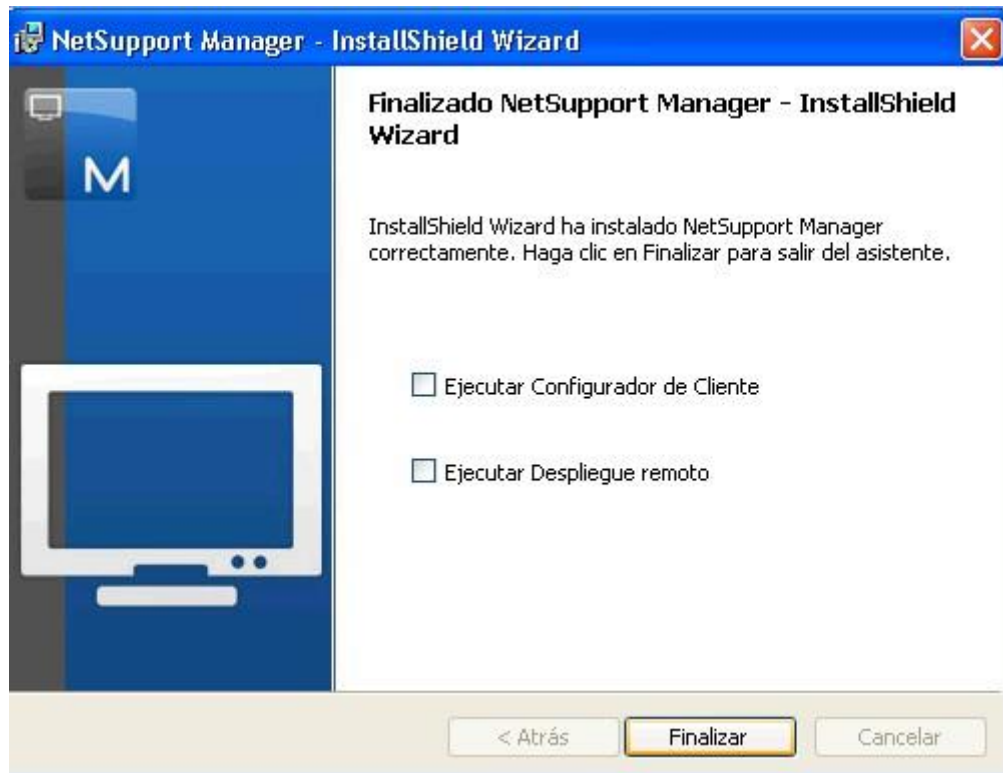 NetSupport Manager - InstallShield Wizard
M
Finalizado NetSupport Manager - InstallShield
Wizard
InstallShield Wizard ha instalado NetSupport Manager
correctamente. Haga clic en Finalizar para salir del asistente.
Ejecutar Configurador de Cliente
Ejecutar Despliegue remoto
< Atrás
Finalizar
Cancelar